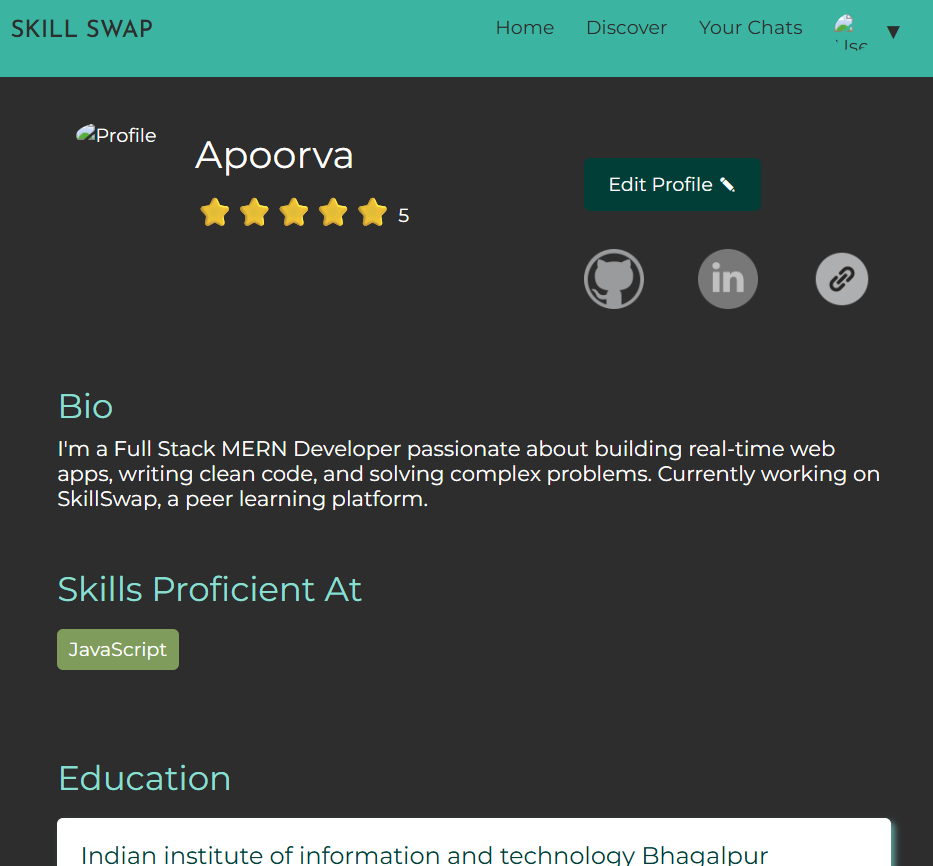 SKILL SWAP
Home Discover Your Chats
Use
Profile
Apoorva
5
Edit Profile
in
Bio
I'm a Full Stack MERN Developer passionate about building real-time web
apps, writing clean code, and solving complex problems. Currently working on
SkillSwap, a peer learning platform.
Skills Proficient At
JavaScript
Education
Indian institute of information and technology Bhagalpur